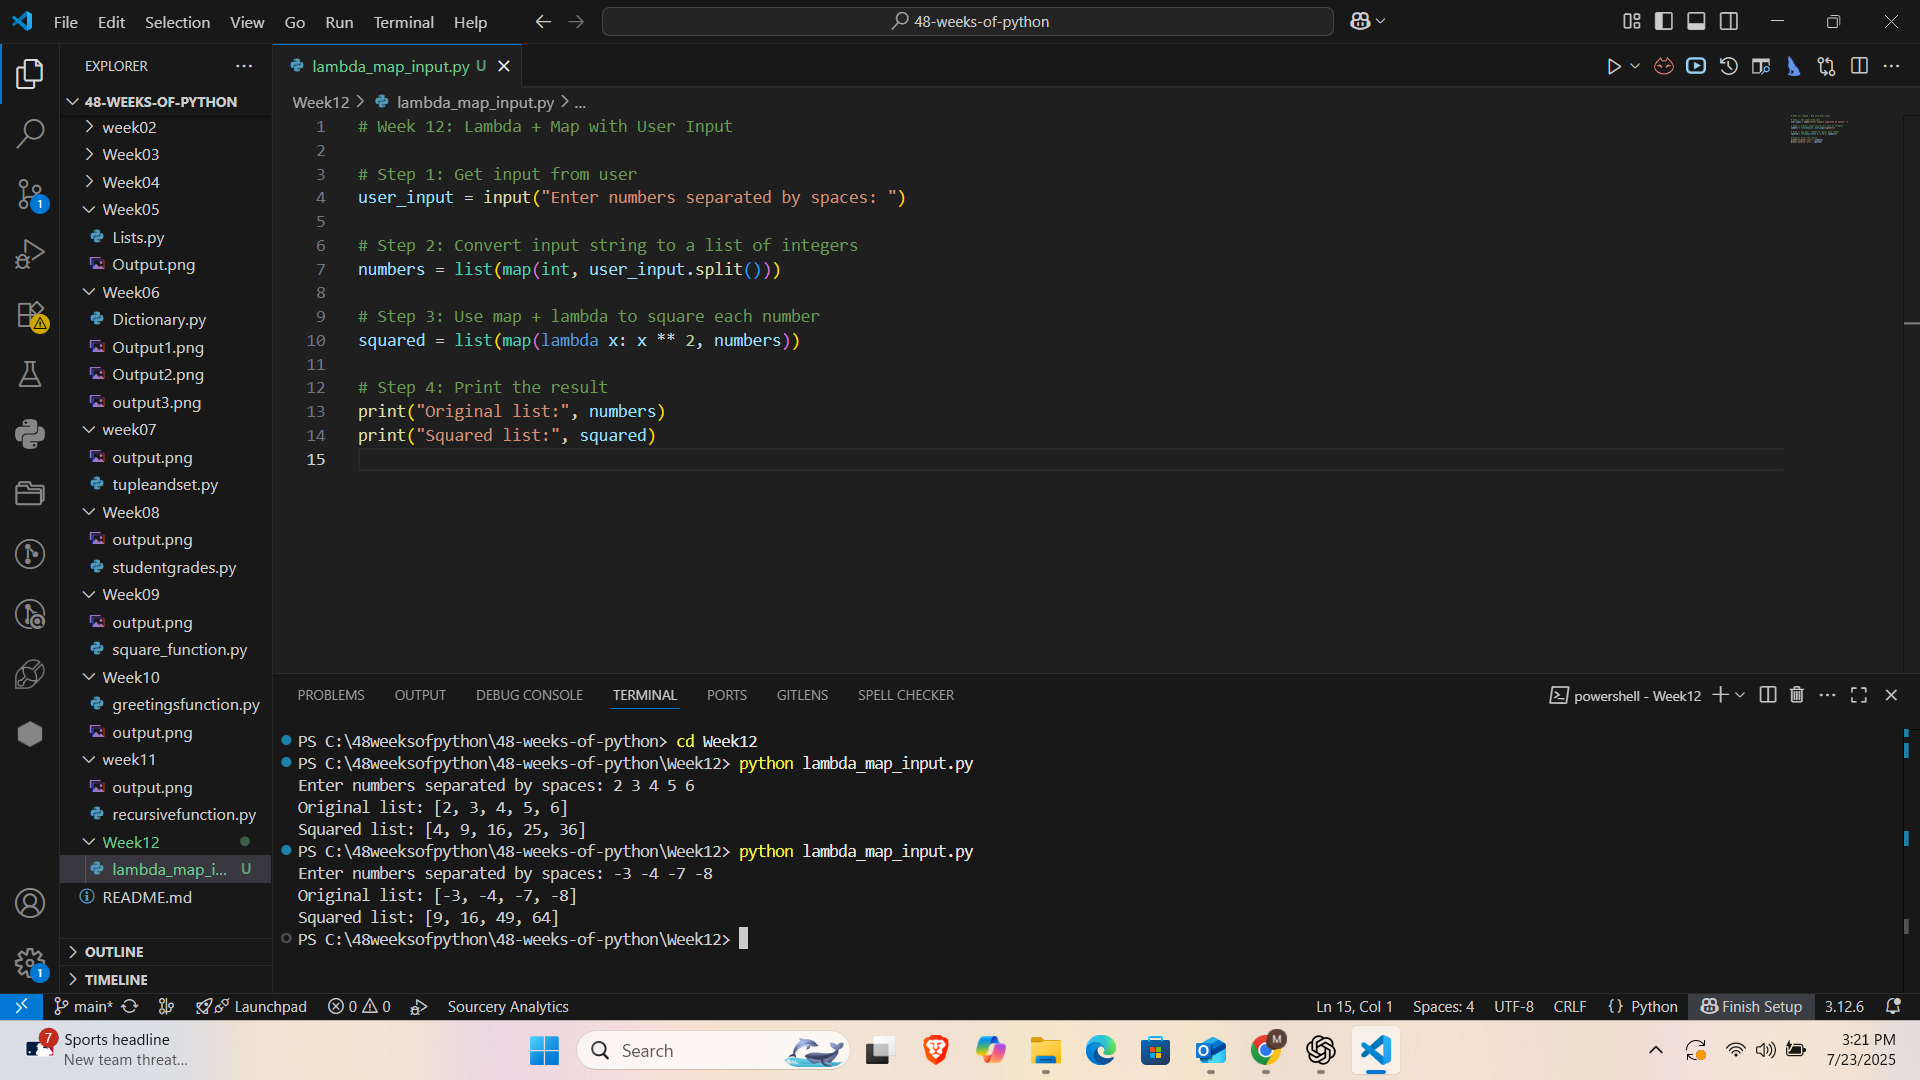 File Edit Selection View Go Run Terminal Help
48-weeks-of-python
EXPLORER
48-WEEKS-OF-PYTHON
week02
Week03
Week04
Week05
Lists.py
Output.png
Week06
Dictionary.py
Output1.png
Output2.png
output3.png
week07
output.png
tupleandset.py
Week08
output.png
studentgrades.py
Week09
output.png
square_function.py
Week10
greetingsfunction.py
output.png
week11
output.png
recursivefunction.py
Week12
lambda_map_i... U
README.md
OUTLINE
TIMELINE
1
1
lambda_map_input.py U
Week12 > lambda_map_input.py > ...
1 # Week 12: Lambda + Map with User Input
2
3 # Step 1: Get input from user
4 user_input = input("Enter numbers separated by spaces: ")
5
6 # Step 2: Convert input string to a list of integers
7 numbers = list(map(int, user_input.split()))
8
9 # Step 3: Use map + lambda to square each number
10 squared = list(map(lambda x: x ** 2, numbers))
11
12 # Step 4: Print the result
13 print("Original list:", numbers)
14 print("Squared list:", squared)
15
PROBLEMS OUTPUT DEBUG CONSOLE TERMINAL PORTS GITLENS SPELL CHECKER
powershell - Week12
PS C:\48weeksofpython\48-weeks-of-python> cd Week12
PS C:\48weeksofpython\48-weeks-of-python\Week12> python lambda_map_input.py
Enter numbers separated by spaces: 2 3 4 5 6
Original list: [2, 3, 4, 5, 6]
Squared list: [4, 9, 16, 25, 36]
PS C:\48weeksofpython\48-weeks-of-python\Week12> python lambda_map_input.py
Enter numbers separated by spaces: -3 -4 -7 -8
Original list: [-3, -4, -7, -8]
Squared list: [9, 16, 49, 64]
PS C:\48weeksofpython\48-weeks-of-python\Week12>
main* Launchpad 0 0 Sourcery Analytics
Ln 15, Col 1 Spaces: 4 UTF-8 CRLF {} Python Finish Setup 3.12.6
7
Sports headline
New team threat...
Search
M
3:21 PM
7/23/2025